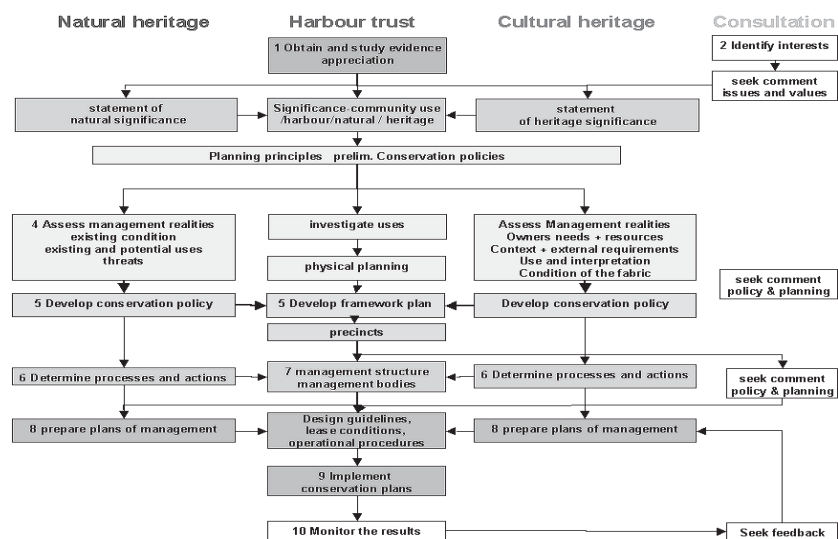 Natural heritage
Harbour trust
Cultural heritage
Consultation
1 Obtain and study evidence
appreciation
2 Identify interests
seek comment
issues and values
statement of
natural significance
Significance-community use
/harbour/natural / heritage
statement
of heritage significance
Planning principles prelim. Conservation policies
4 Assess management realities
existing condition
existing and potential uses
threats
investigate uses
physical planning
Assess Management realities
Owners needs + resources
Context + external requirements
Use and interpretation
Condition of the fabric
seek comment
policy & planning
5 Develop conservation policy
5 Develop framework plan
Develop conservation policy
precincts
6 Determine processes and actions
7 management structure
management bodies
6 Determine processes and actions
seek comment
policy & planning
8 prepare plans of management
Design guidelines,
lease conditions,
operational procedures
8 prepare plans of management
9 Implement
conservation plans
10 Monitor the results
Seek feedback